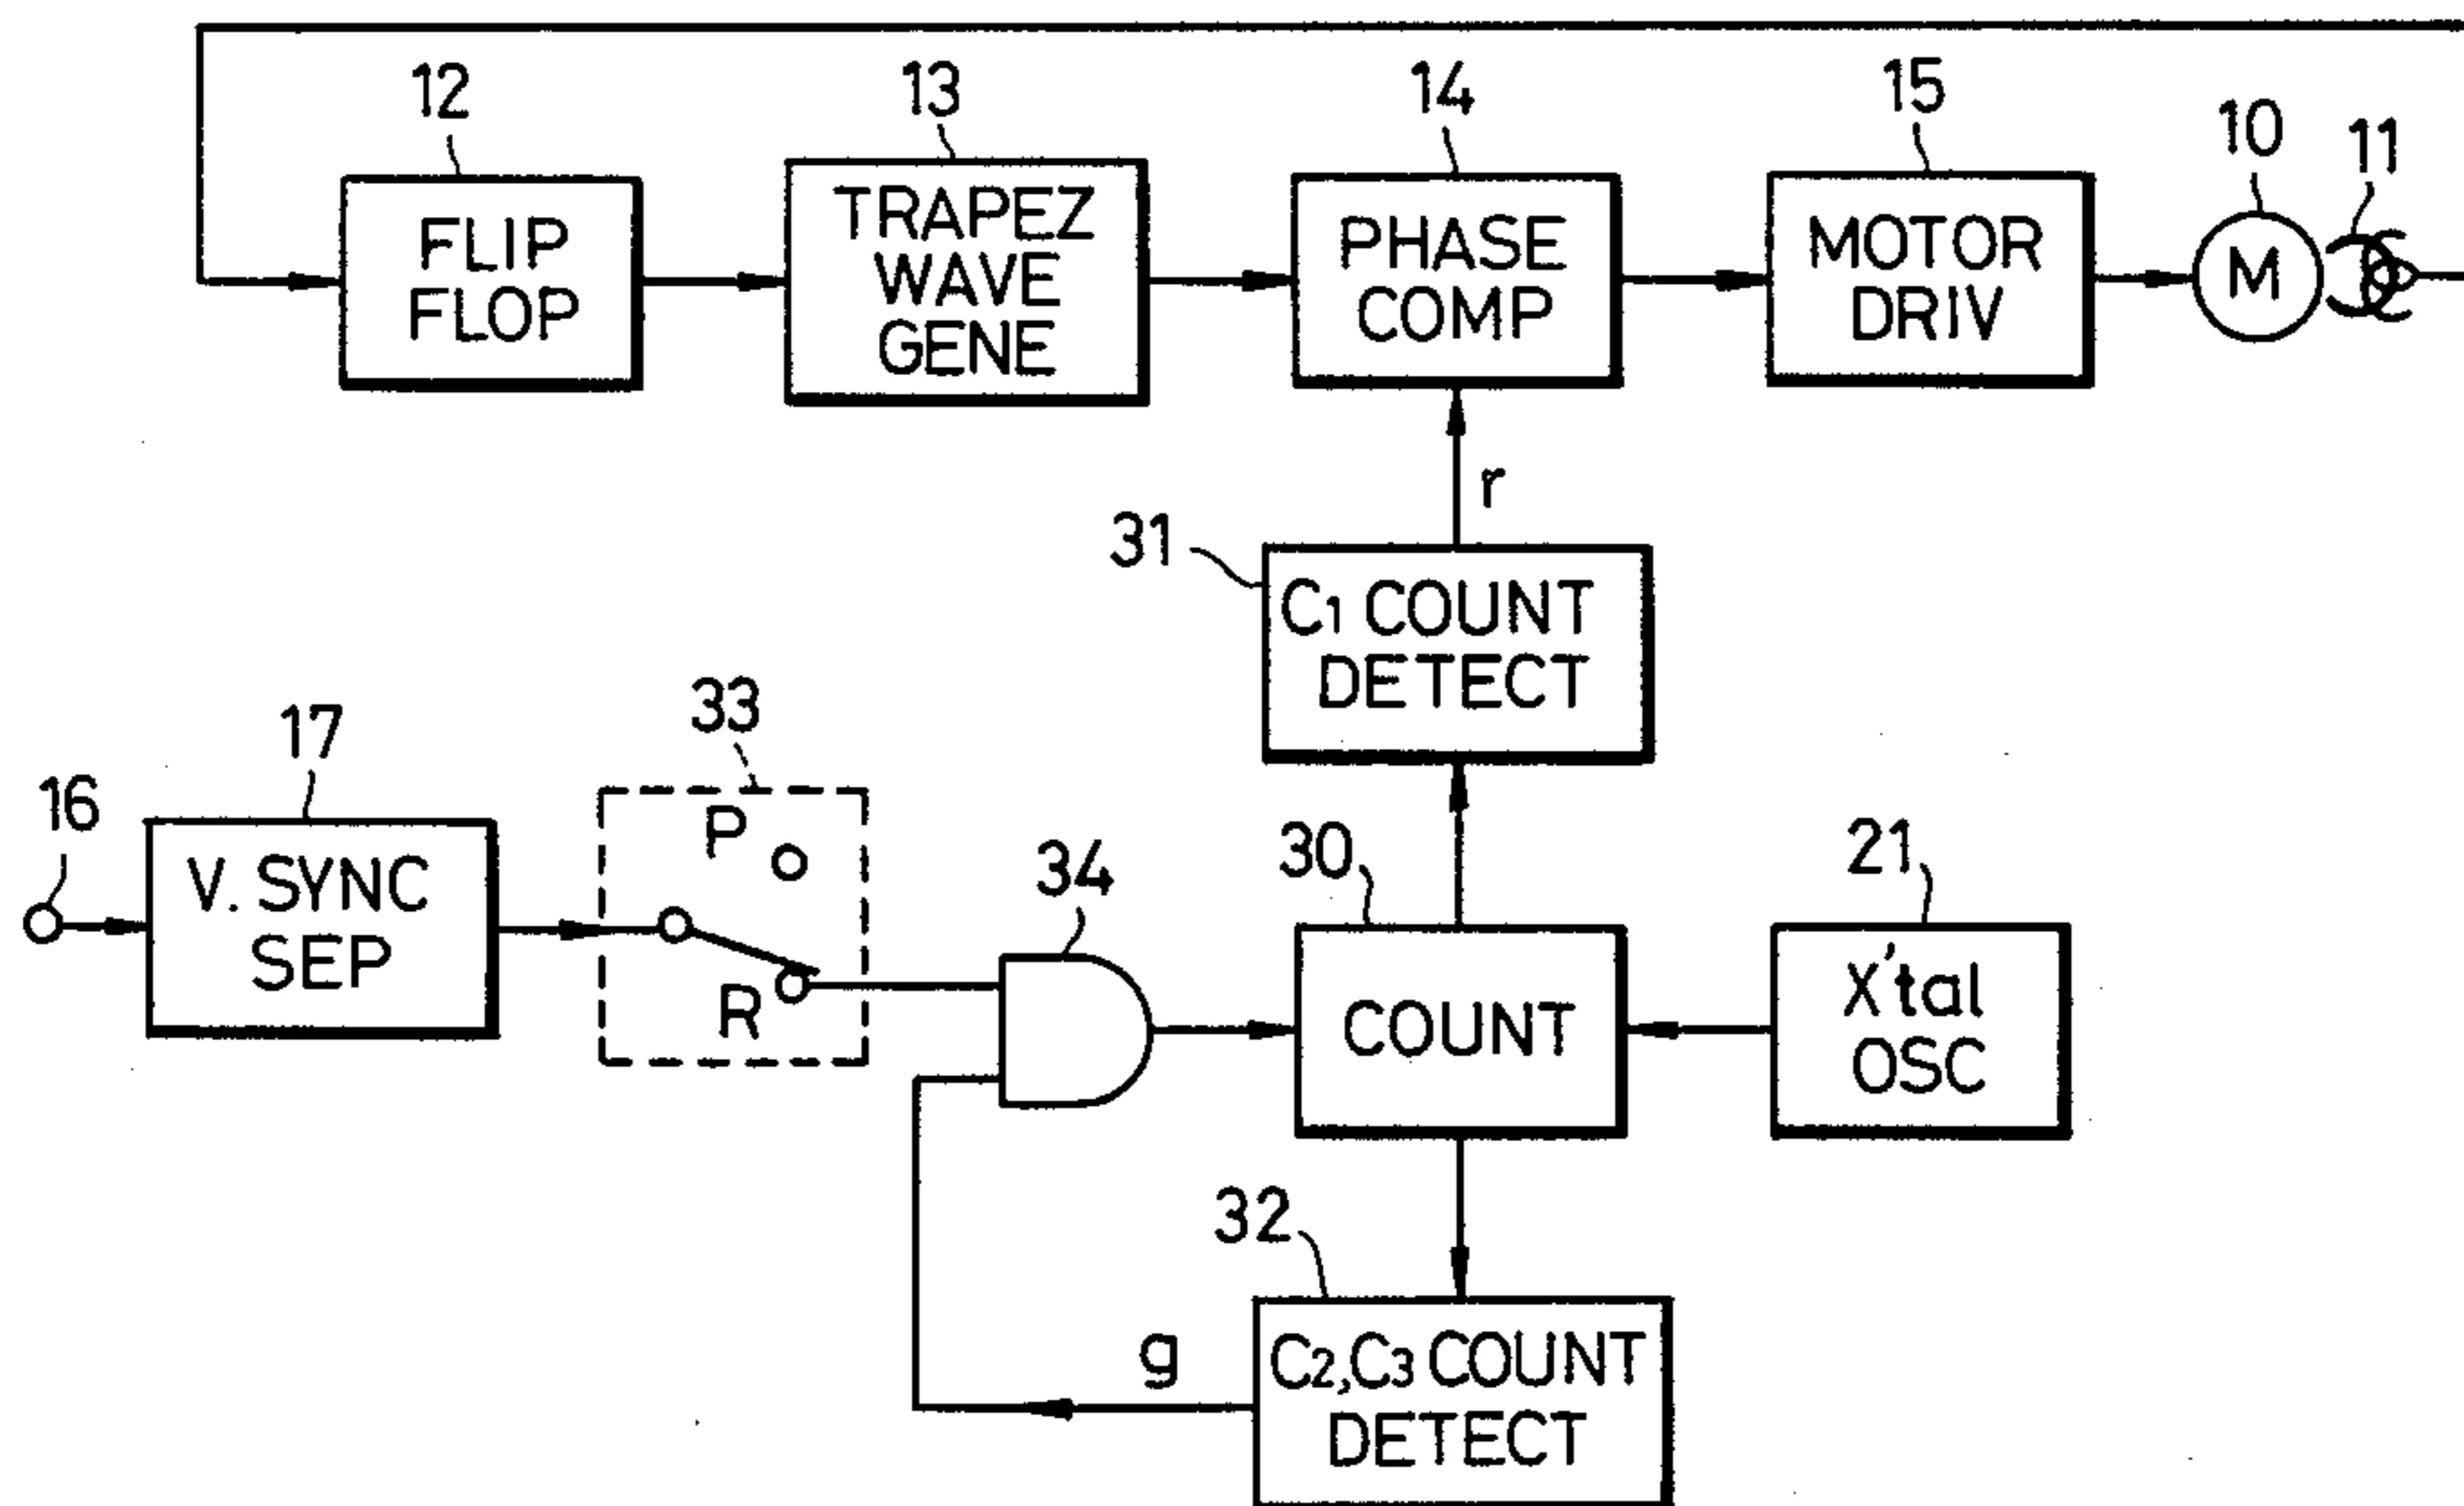 12
13
14
15
10
11
FLIP
FLOP
TRAPEZ
WAVE
GENE
PHASE
COMP
MOTOR
DRIV
M
r
31
C1 COUNT
DETECT
16
17
V. SYNC
SEP
33
P
R
34
30
COUNT
21
X'tal
OSC
32
g
C2,C3 COUNT
DETECT